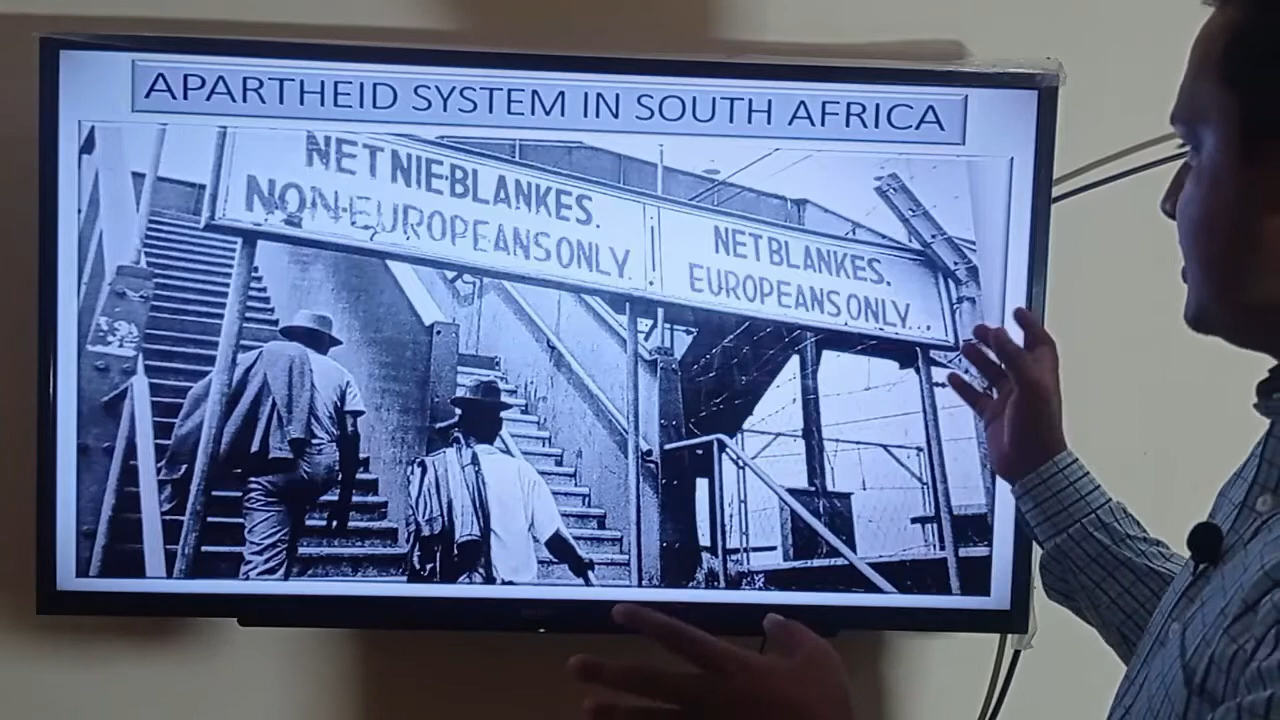 APARTHEID SYSTEM IN SOUTH AFRICA
NET NIE-BLANKES.
NON-EUROPEANS ONLY.
NET BLANKES.
EUROPEANS ONLY...